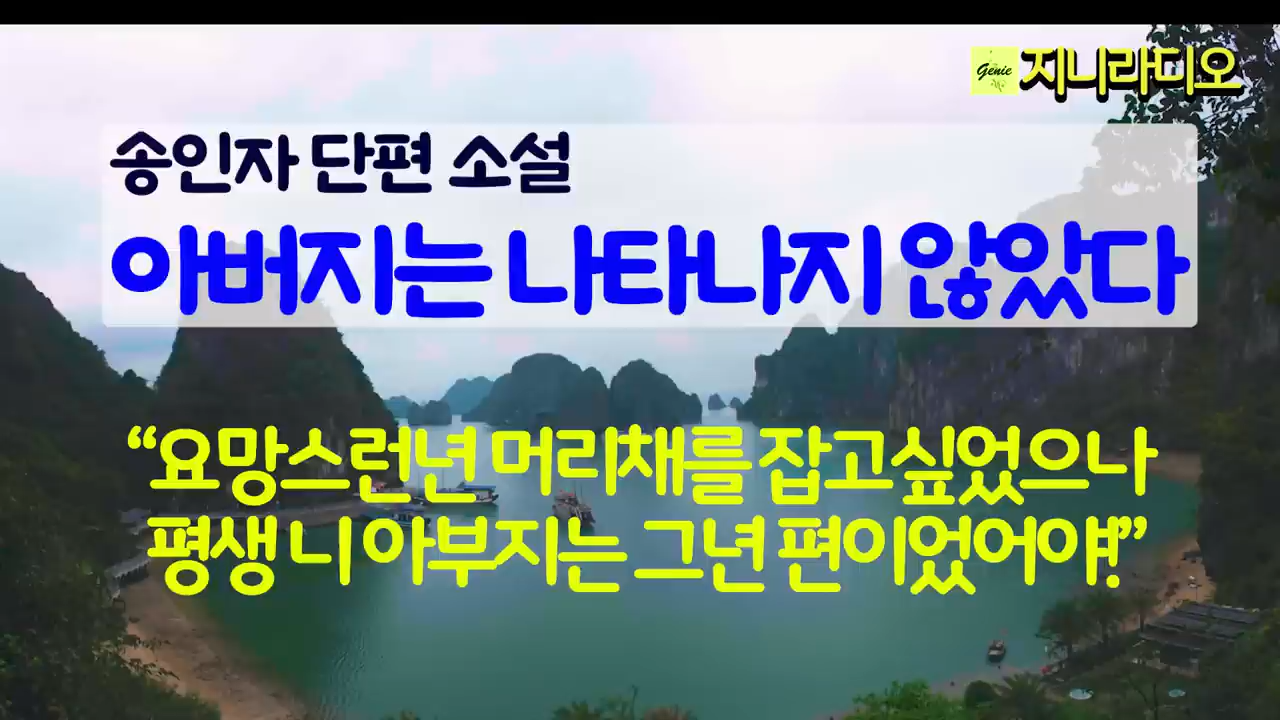 Genie 지니라디오
송인자 단편 소설
아버지는 나타나지 않았다
“요망스런년 머리채를 잡고싶었으나
평생 니 아부지는 그년 편이었어야!”